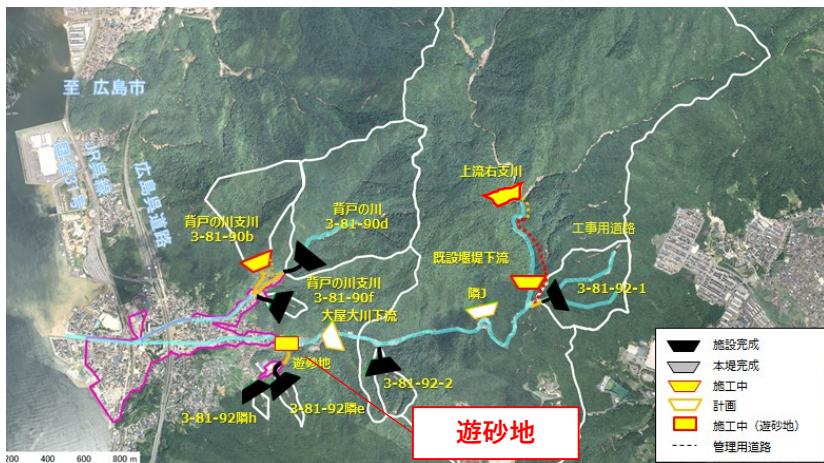 至 広島市
JR呉線
国道31号
広島呉道路
上流右支川
背戸の川
3-81-90d
背戸の川支川
3-81-90b
工事用道路
既設堰堤下流
3-81-92-1
背戸の川支川
3-81-90f
隣J
大屋大川下流
遊砂地
3-81-92-2
3-81-92隣e
3-81-92隣h
遊砂地
施設完成
本堤完成
施工中
計画
施工中（遊砂地）
管理用道路
200 400 600 800 m